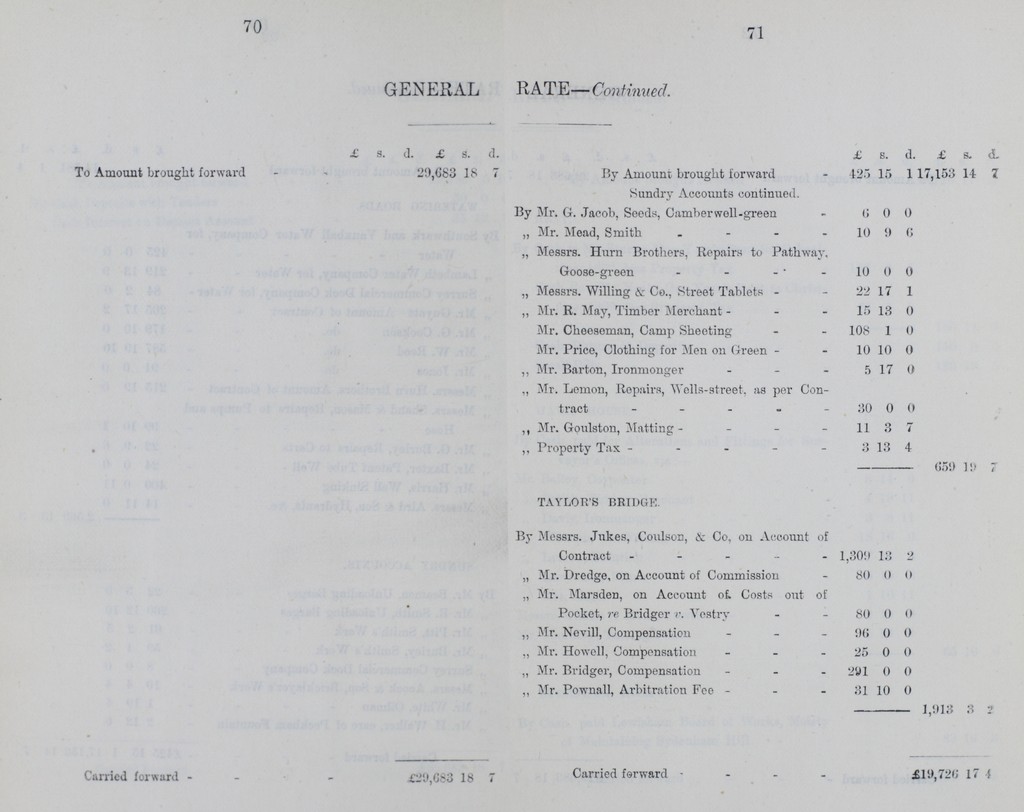 70
GENERAL
£ s. d. £ s. d.
To Amount brought forward - - 29,683 18 7
Carried forward - - - - £29,683 18 7
71
RATE—Continued.
£ s. d. £ s. d.
By Amount brought forward - 425 15 1 17,153 14 7
Sundry Accounts continued.
By Mr. G. Jacob, Seeds, Camberwell-green - 6 0 0
„ Mr. Mead, Smith - - - - 10 9 6
„ Messrs. Hurn Brothers, Repairs to Pathway,
Goose-green - - - - 10 0 0
„ Messrs. Willing & Co., Street Tablets - - 22 17 1
„ Mr. R. May, Timber Merchant - - - 15 13 0
Mr. Cheeseman, Camp Sheeting - - 108 1 0
Mr. Price, Clothing for Men on Green - - 10 10 0
„ Mr. Barton, Ironmonger - - - 5 17 0
„ Mr. Lemon, Repairs, Wells-street, as per Con-
tract - - - - - 30 0 0
„ Mr. Goulston, Matting - - - - 11 3 7
„ Property Tax - - - - - 3 13 4
659 19 7
TAYLOR'S BRIDGE.
By Messrs. Jukes, Coulson, & Co, on Account of
Contract - - - - - 1,309 13 2
„ Mr. Dredge, on Account of Commission - 80 0 0
„ Mr. Marsden, on Account of Costs out of
Pocket, re Bridger v. Vestry - - 80 0 0
„ Mr. Nevill, Compensation - - - 96 0 0
„ Mr. Howell, Compensation - - - 25 0 0
„ Mr. Bridger, Compensation - - - 291 0 0
„ Mr. Pownall, Arbitration Fee - - - 31 10 0
1,913 3 2
Carried forward - - - - £19,726 17 4